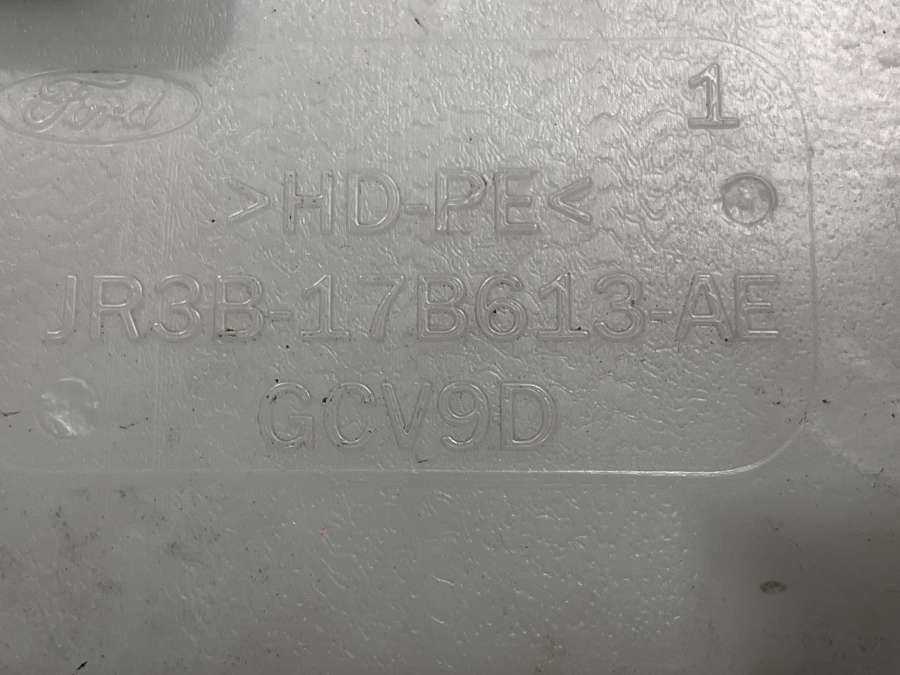 Ford
1
>HD-PE<
JR3B-17B613-AE
GCV9D